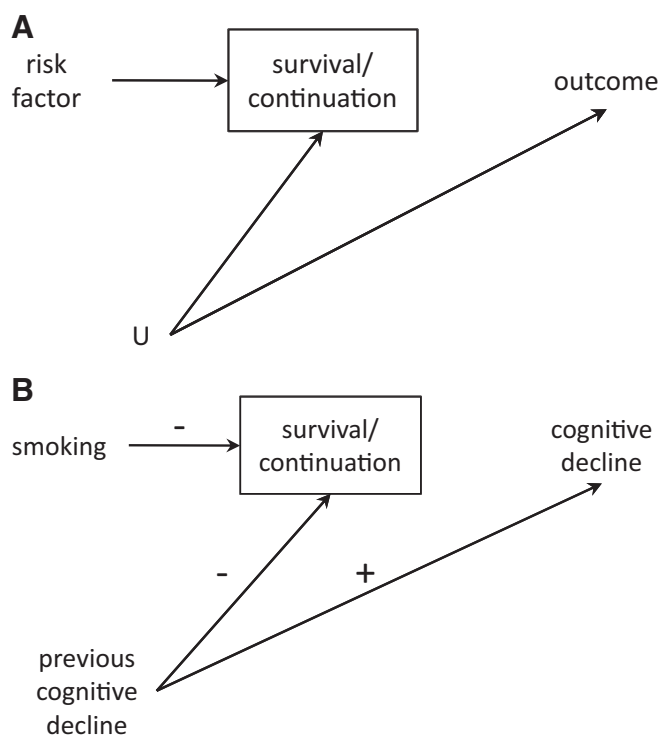 A
risk
factor
survival/
continuation
outcome
U
B
smoking
-
survival/
continuation
cognitive
decline
-
+
previous
cognitive
decline